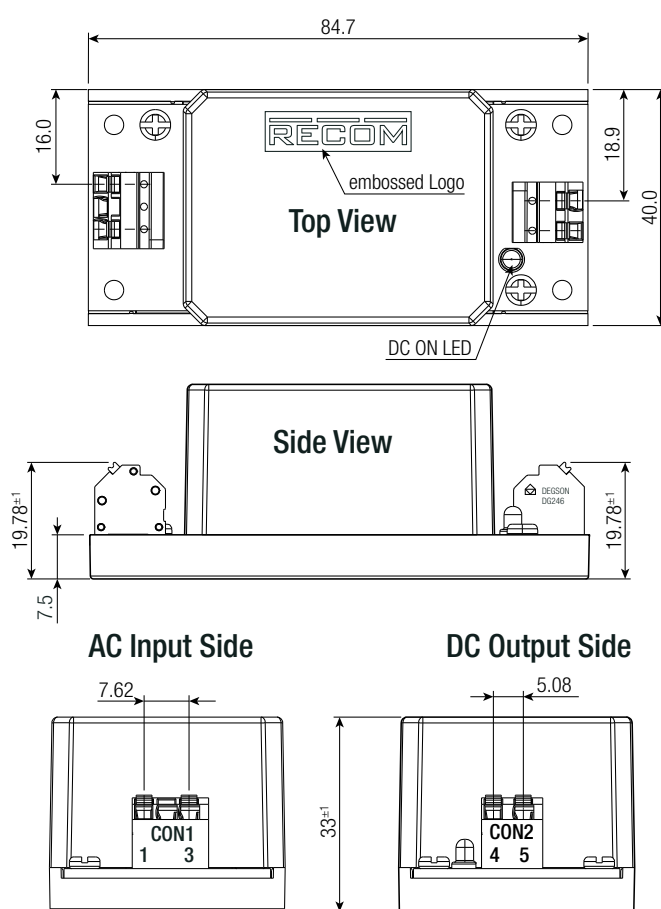 84.7
16.0
RECOM
18.9
40.0
embossed Logo
Top View
DC ON LED
Side View
19.78±1
DEGSON
DG246
19.78±1
7.5
AC Input Side
DC Output Side
7.62
5.08
33±1
CON1
1 3
CON2
4 5